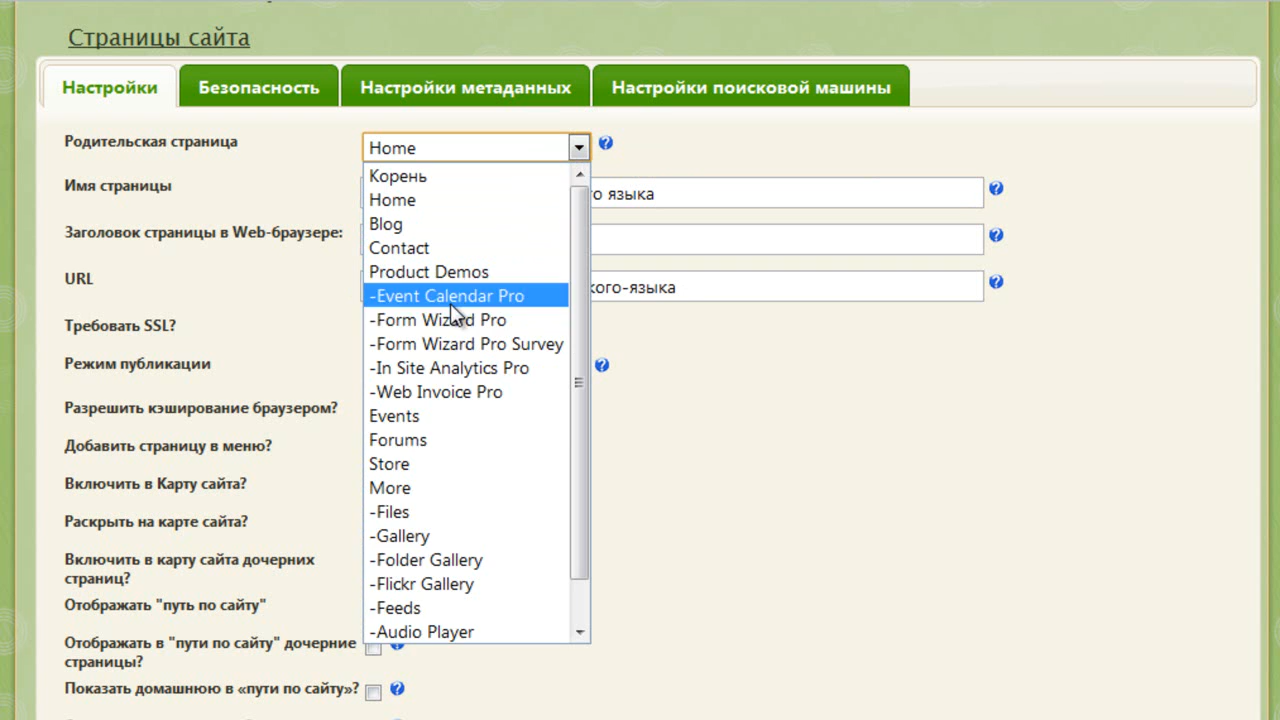 Страницы сайта
Настройки
Безопасность
Настройки метаданных
Настройки поисковой машины
Родительская страница
Home
Корень
Home
Blog
Contact
Product Demos
-Event Calendar Pro
-Form Wizard Pro
-Form Wizard Pro Survey
-In Site Analytics Pro
-Web Invoice Pro
Events
Forums
Store
More
-Files
-Gallery
-Folder Gallery
-Flickr Gallery
-Feeds
-Audio Player
Имя страницы
го языка
Заголовок страницы в Web-браузере:
URL
кого-языка
Требовать SSL?
Режим публикации
Разрешить кэширование браузером?
Добавить страницу в меню?
Включить в Карту сайта?
Раскрыть на карте сайта?
Включить в карту сайта дочерних
страниц?
Отображать "путь по сайту"
Отображать в "пути по сайту" дочерние
страницы?
Показать домашнюю в «пути по сайту»?